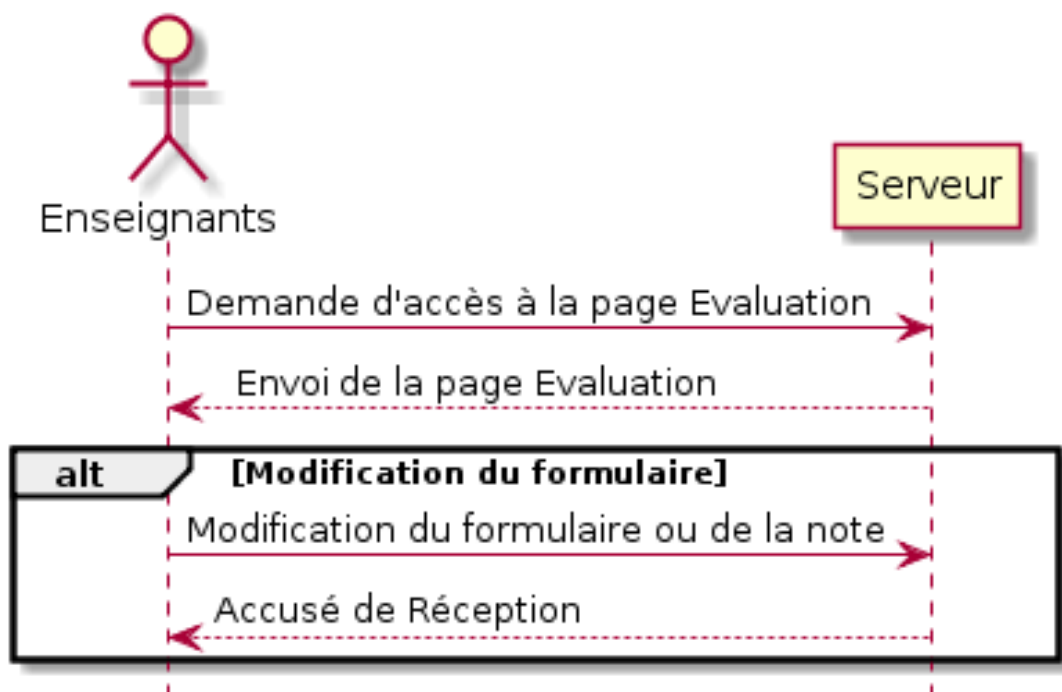 Enseignants
Serveur
Demande d'accès à la page Evaluation
Envoi de la page Evaluation
alt
[Modification du formulaire]
Modification du formulaire ou de la note
Accusé de Réception